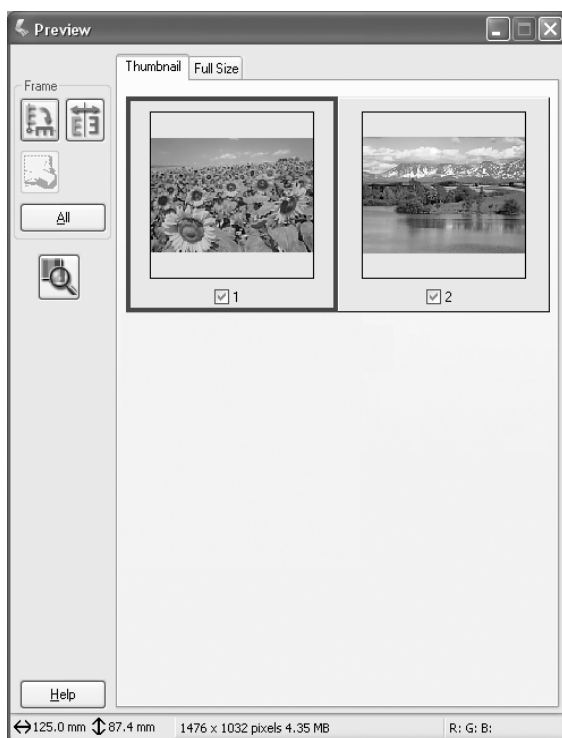 Preview
Thumbnail Full Size
Frame
All
1 2
Help
125.0 mm 87.4 mm 1476 x 1032 pixels 4.35 MB R: G: B: